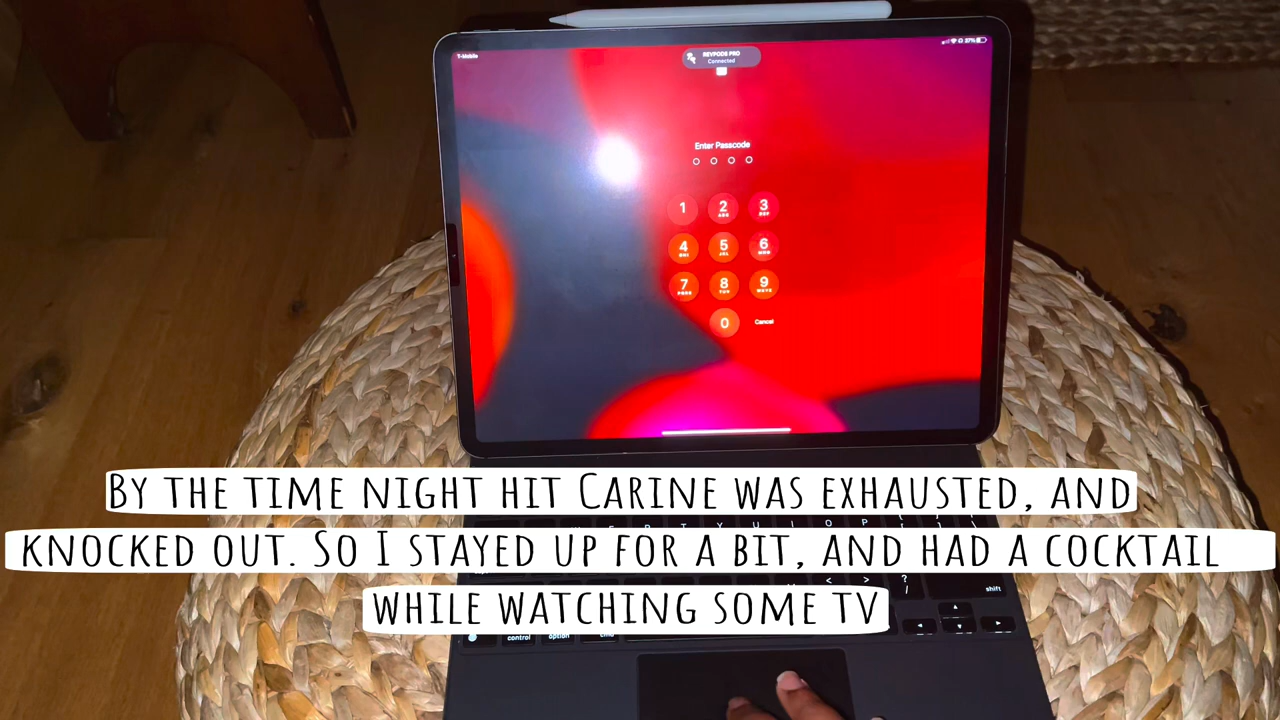 T-Mobile
27%
REVPODS PRO
Connected
Enter Passcode
1 2 3
ABC DEF
4 5 6
GHI JKL MNO
7 8 9
PQRS TUV WXYZ
0 Cancel
By the time night hit Carine was exhausted, and
knocked out. So I stayed up for a bit, and had a cocktail
while watching some tv
Y U I O P
< > ?
/
shift
control option cmd